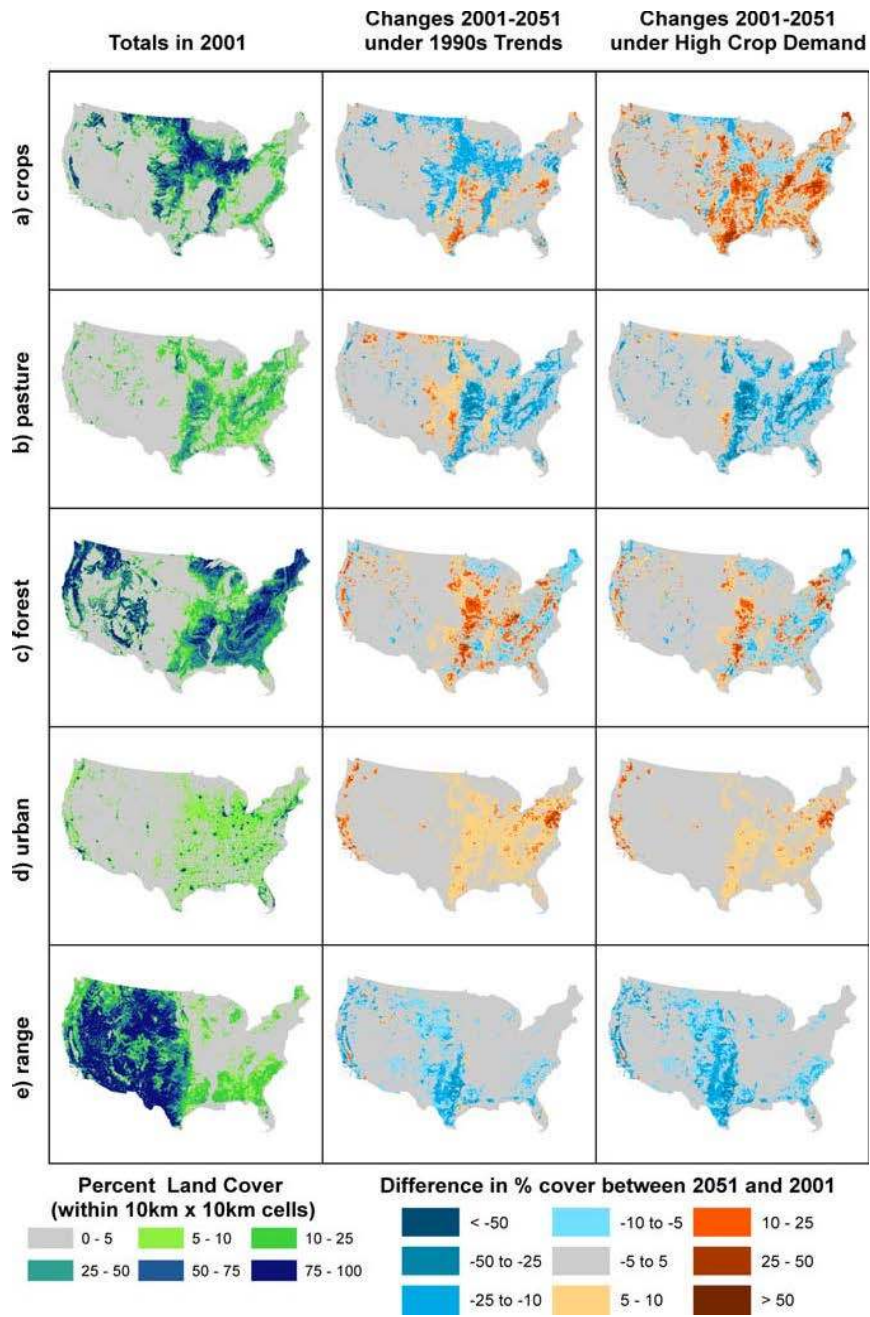 Totals in 2001
Changes 2001-2051
under 1990s Trends
Changes 2001-2051
under High Crop Demand
a) crops
b) pasture
c) forest
d) urban
e) range
Percent Land Cover
(within 10km x 10km cells)
0 - 5
5 - 10
10 - 25
25 - 50
50 - 75
75 - 100
Difference in % cover between 2051 and 2001
< -50
-10 to -5
10 - 25
-50 to -25
-5 to 5
25 - 50
-25 to -10
5 - 10
> 50